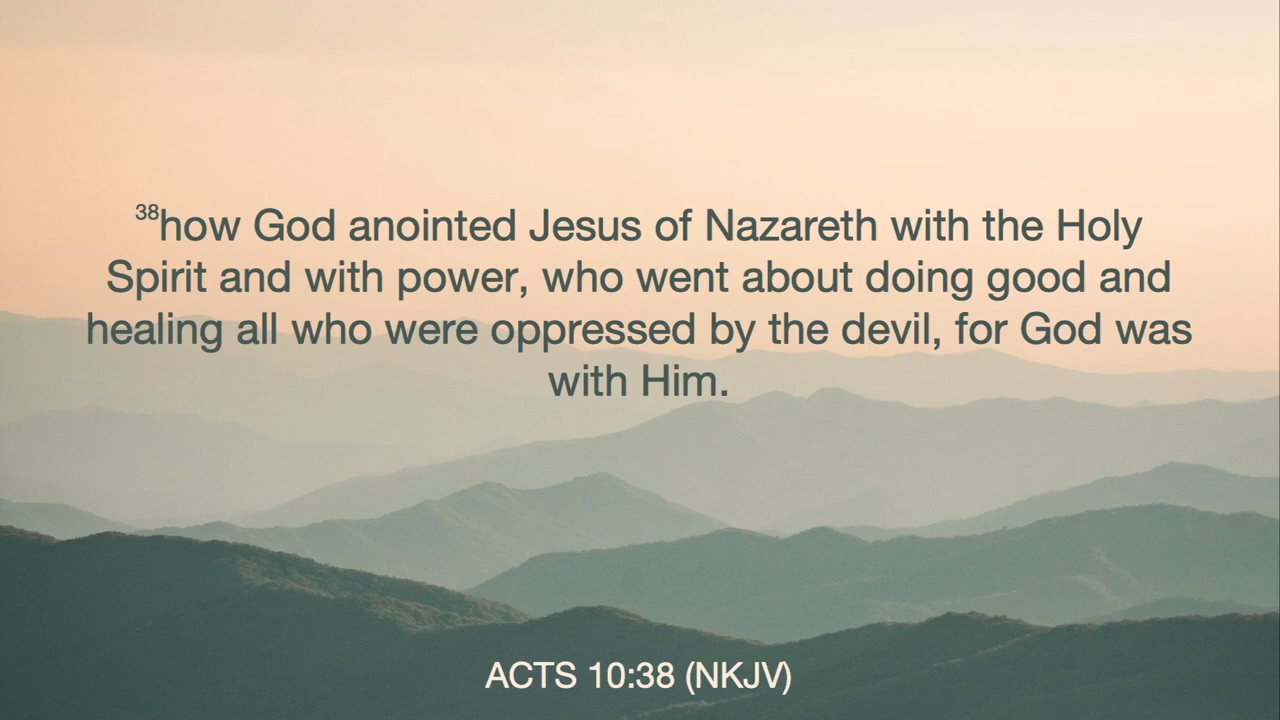 38how God anointed Jesus of Nazareth with the Holy
Spirit and with power, who went about doing good and
healing all who were oppressed by the devil, for God was
with Him.
ACTS 10:38 (NKJV)